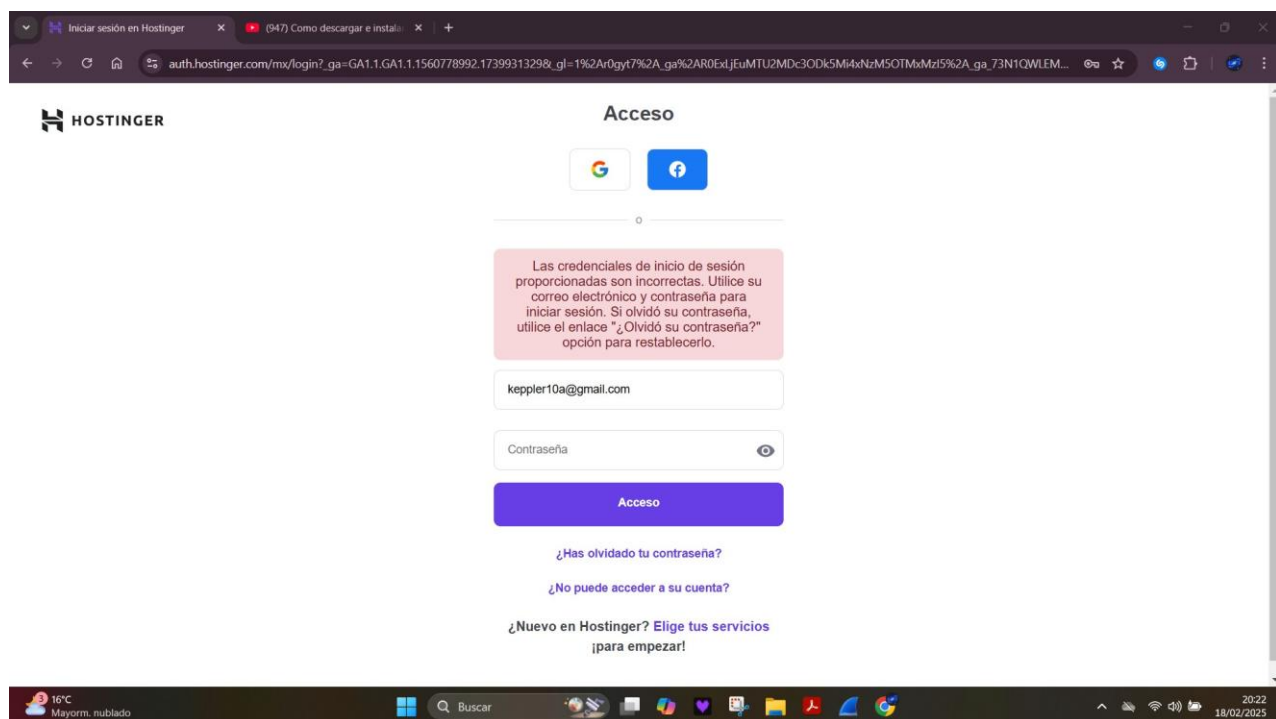 Iniciar sesión en Hostinger
(947) Como descargar e instala
auth.hostinger.com/mx/login?_ga=GA1.1.GA1.1.1560778992.1739931329&_gl=1%2Ar0gyt7%2A_ga%2AR0ExLjEuMTU2MDc3ODk5Mi4xNzM5OTMxMzI5%2A_ga_73N1QWLEM...
HOSTINGER
Acceso
o
Las credenciales de inicio de sesión
proporcionadas son incorrectas. Utilice su
correo electrónico y contraseña para
iniciar sesión. Si olvidó su contraseña,
utilice el enlace "¿Olvidó su contraseña?"
opción para restablecerlo.
keppler10a@gmail.com
Contraseña
Acceso
¿Has olvidado tu contraseña?
¿No puede acceder a su cuenta?
¿Nuevo en Hostinger? Elige tus servicios
¡para empezar!
3
16°C
Mayorm. nublado
Buscar
20:22
18/02/2025